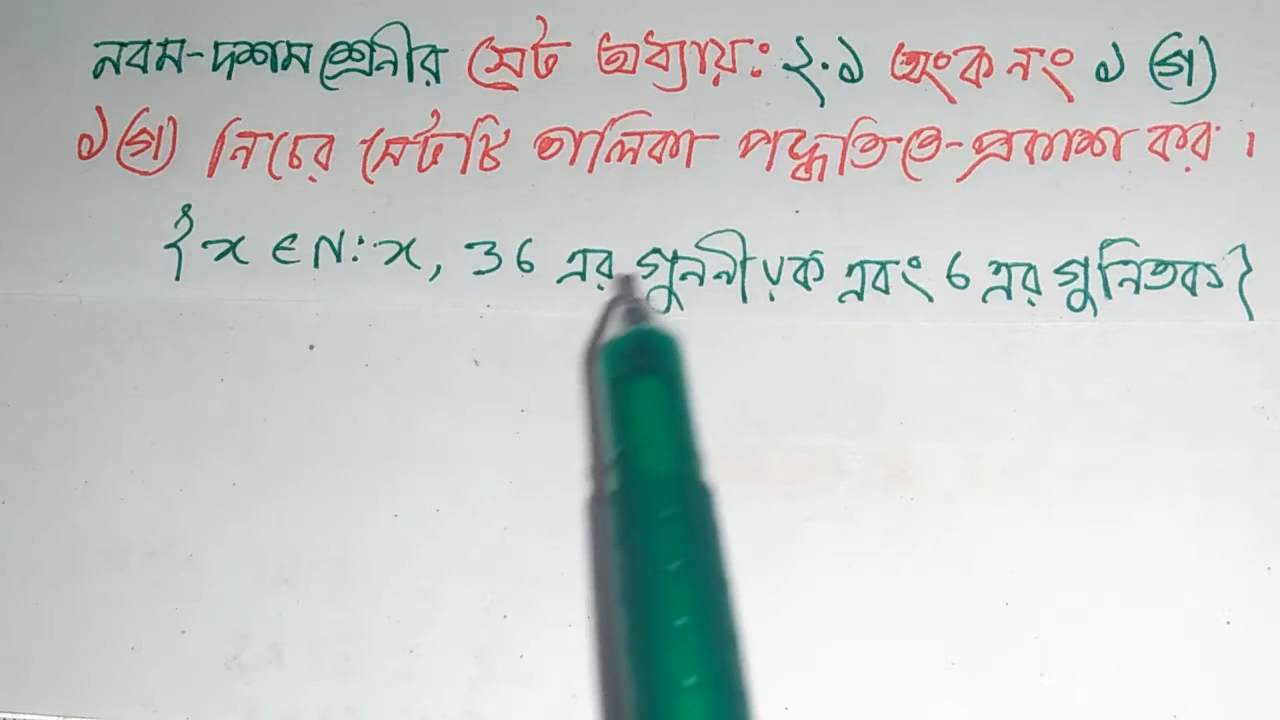 নবম-দশম শ্রেনীর সেট অধ্যায়: ২.১ অংক নং ১ (গ)
১(গ) নিচের সেটটি তালিকা পদ্ধতিতে-প্রকাশ কর।
{x ∈ N: x, 36 এর গুননীয়ক এবং 6 এর গুনিতক}